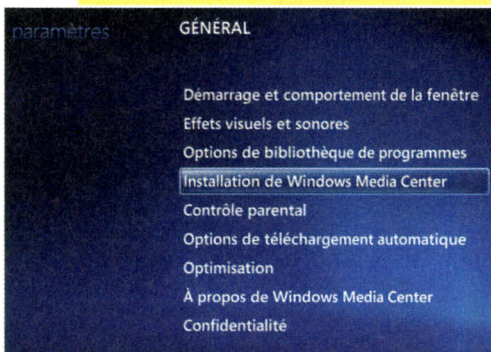 paramètres
GÉNÉRAL
Démarrage et comportement de la fenêtre
Effets visuels et sonores
Options de bibliothèque de programmes
Installation de Windows Media Center
Contrôle parental
Options de téléchargement automatique
Optimisation
À propos de Windows Media Center
Confidentialité